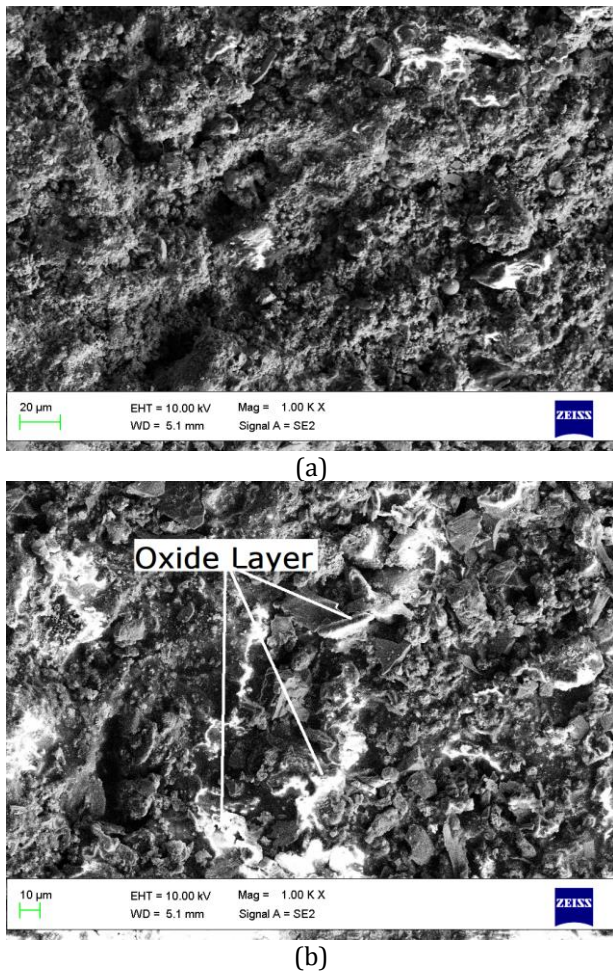 20 µm EHT = 10.00 kV Mag = 1.00 K X
WD = 5.1 mm Signal A = SE2
ZEISS
(a)
Oxide Layer
10 µm EHT = 10.00 kV Mag = 1.00 K X
WD = 5.1 mm Signal A = SE2
ZEISS
(b)